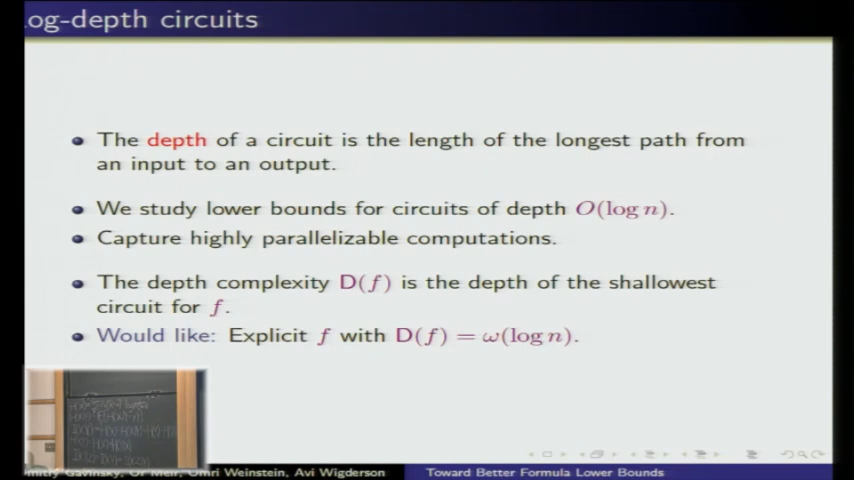 og-depth circuits
The depth of a circuit is the length of the longest path from
an input to an output.
We study lower bounds for circuits of depth O(log n).
Capture highly parallelizable computations.
The depth complexity D(f) is the depth of the shallowest
circuit for f.
Would like: Explicit f with D(f) = ω(log n).
mitry Gavinsky, Or Meir, Omri Weinstein, Avi Wigderson
Toward Better Formula Lower Bounds